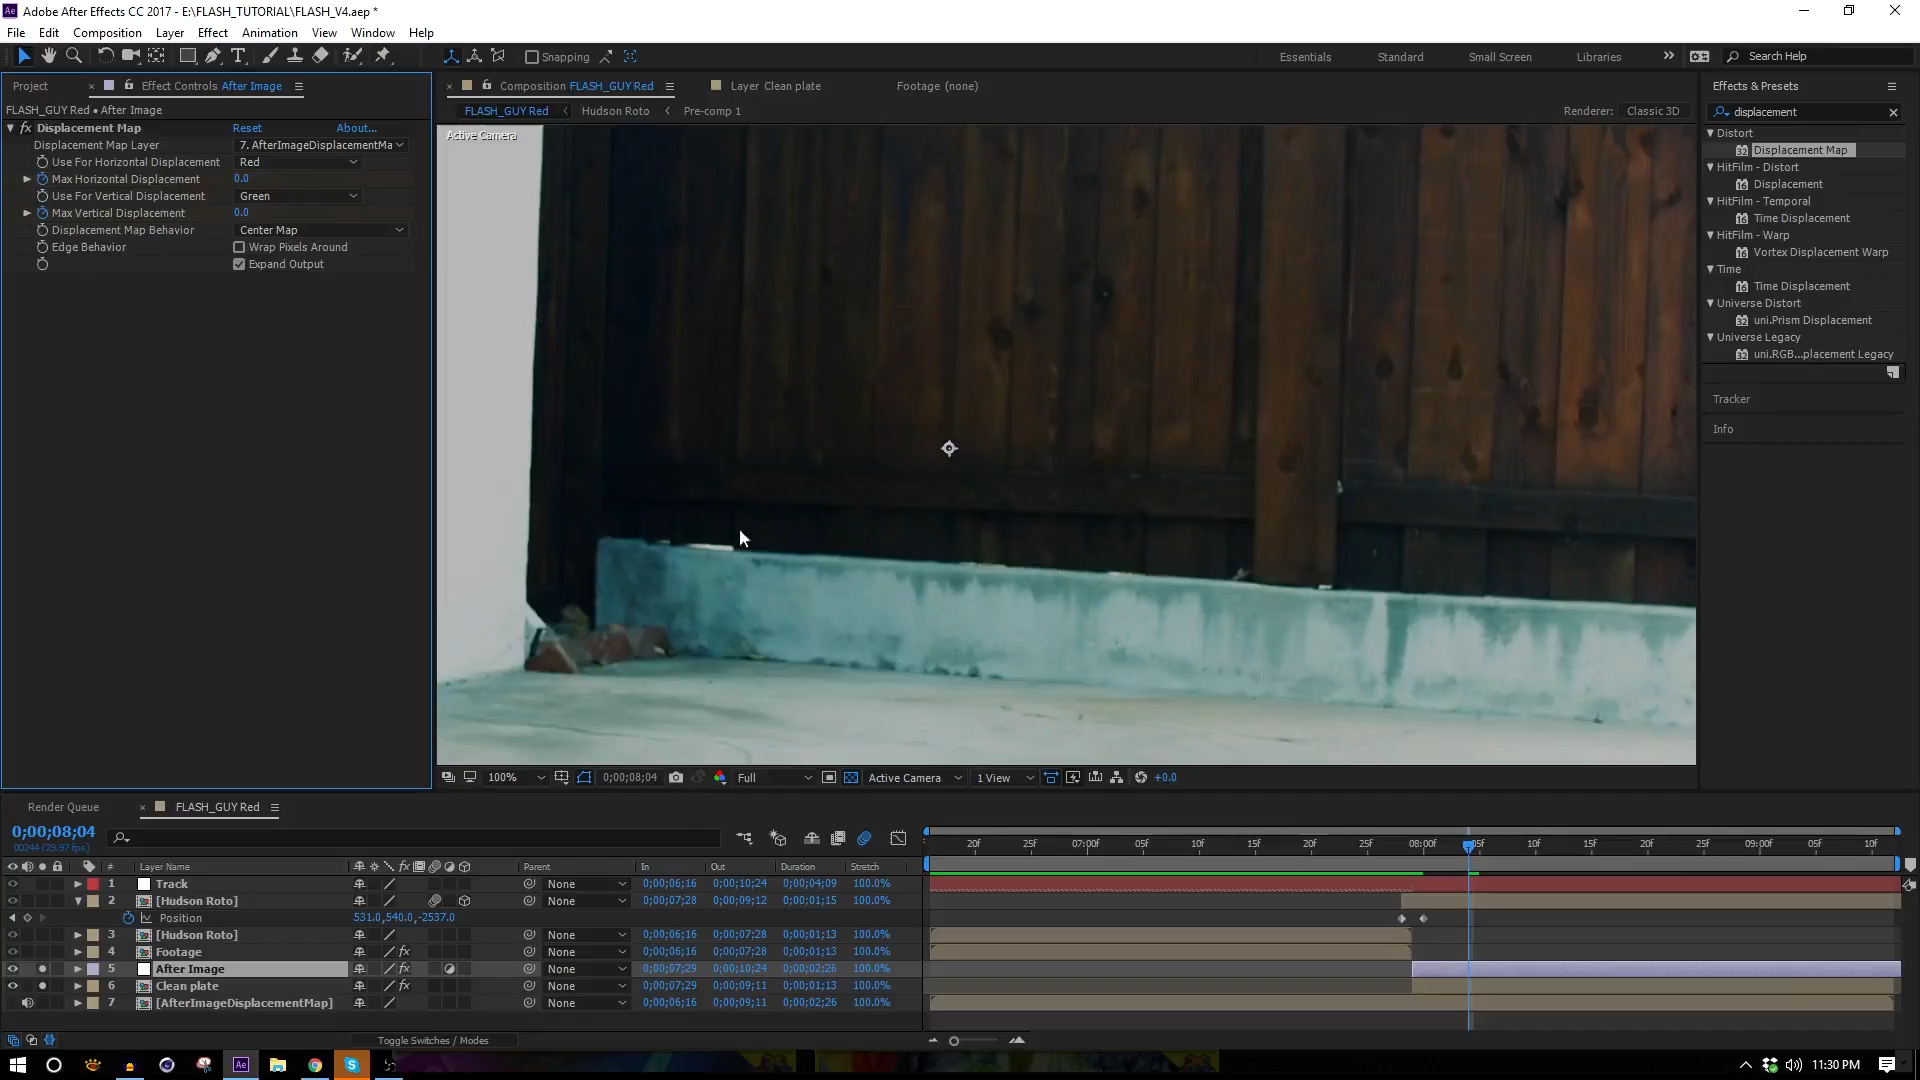 Adobe After Effects CC 2017 - E:\FLASH_TUTORIAL\FLASH_V4.aep *
File Edit Composition Layer Effect Animation View Window Help
Snapping Essentials Standard Small Screen Libraries Search Help
Project Effect Controls After Image
FLASH_GUY Red • After Image
fx Displacement Map Reset About...
Displacement Map Layer 7. AfterImageDisplacementMa
Use For Horizontal Displacement Red
Max Horizontal Displacement 0.0
Use For Vertical Displacement Green
Max Vertical Displacement 0.0
Displacement Map Behavior Center Map
Edge Behavior Wrap Pixels Around
Expand Output
Composition FLASH_GUY Red Layer Clean plate Footage (none)
FLASH_GUY Red Hudson Roto Pre-comp 1 Renderer: Classic 3D
Active Camera
100% 0;00;08;04 Full Active Camera 1 View +0.0
Effects & Presets
displacement
Distort
32 Displacement Map
HitFilm - Distort
16 Displacement
HitFilm - Temporal
16 Time Displacement
HitFilm - Warp
16 Vortex Displacement Warp
Time
16 Time Displacement
Universe Distort
32 uni.Prism Displacement
Universe Legacy
32 uni.RGB...placement Legacy
Tracker
Info
Render Queue FLASH_GUY Red
0;00;08;04
00244 (29.97 fps)
20f 25f 07:00f 05f 10f 15f 20f 25f 08:00f 05f 10f 15f 20f 25f 09:00f 05f 10f
# Layer Name fx Parent In Out Duration Stretch
1 Track None 0;00;06;16 0;00;10;24 0;00;04;09 100.0%
2 [Hudson Roto] None 0;00;07;28 0;00;09;12 0;00;01;15 100.0%
Position 531.0,540.0,-2537.0
3 [Hudson Roto] None 0;00;06;16 0;00;07;28 0;00;01;13 100.0%
4 Footage fx None 0;00;06;16 0;00;07;28 0;00;01;13 100.0%
5 After Image fx None 0;00;07;29 0;00;10;24 0;00;02;26 100.0%
6 Clean plate None 0;00;07;29 0;00;09;11 0;00;01;13 100.0%
7 [AfterImageDisplacementMap] None 0;00;06;16 0;00;09;11 0;00;02;26 100.0%
Toggle Switches / Modes
Ae 11:30 PM